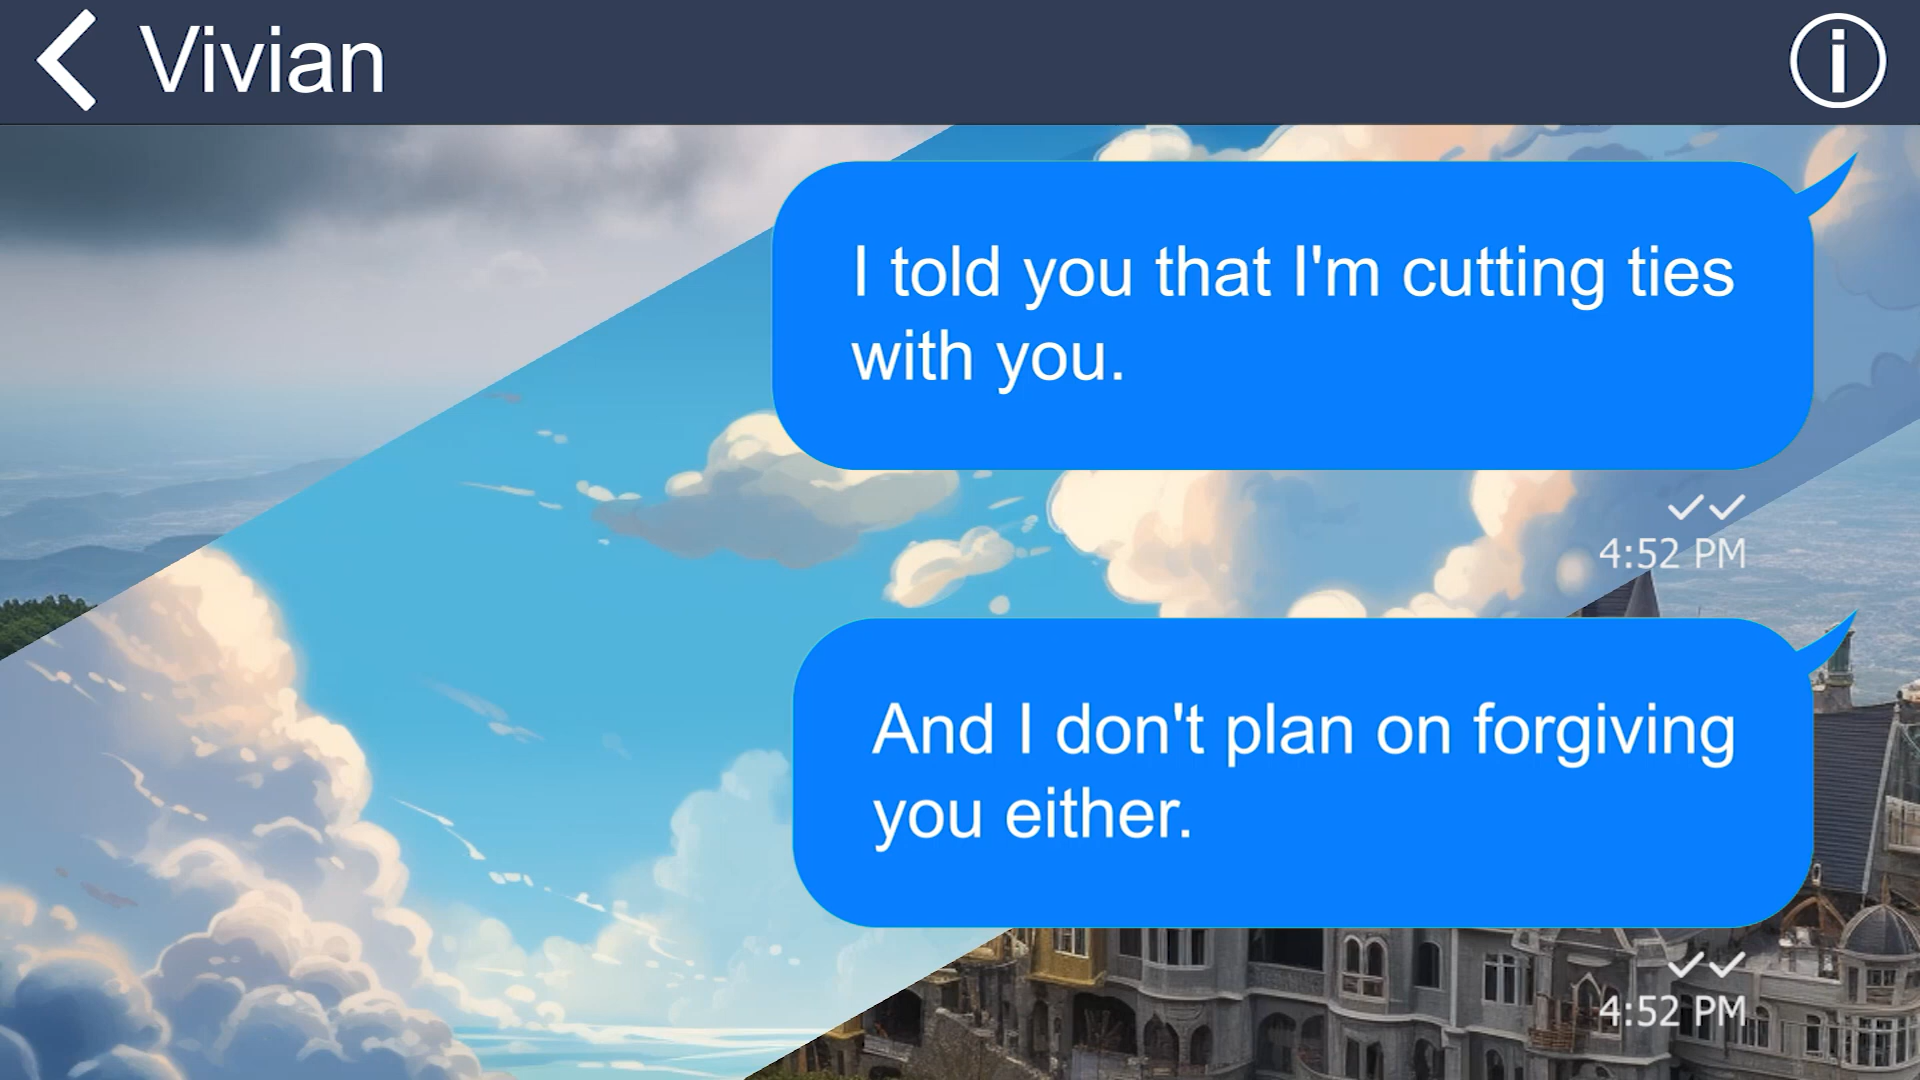 Vivian
I told you that I'm cutting ties
with you.
4:52 PM
And I don't plan on forgiving
you either.
4:52 PM